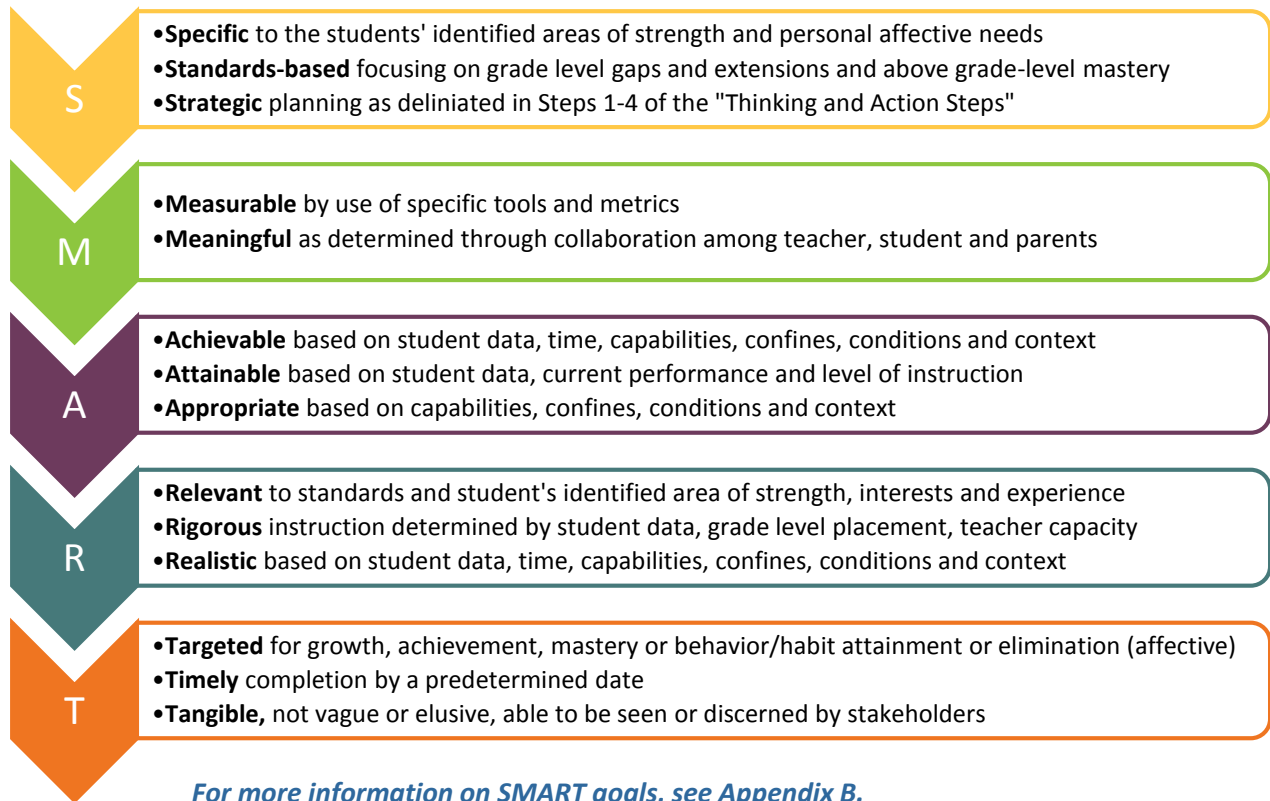 S
•Specific to the students' identified areas of strength and personal affective needs
•Standards-based focusing on grade level gaps and extensions and above grade-level mastery
•Strategic planning as deliniated in Steps 1-4 of the "Thinking and Action Steps"
M
•Measurable by use of specific tools and metrics
•Meaningful as determined through collaboration among teacher, student and parents
A
•Achievable based on student data, time, capabilities, confines, conditions and context
•Attainable based on student data, current performance and level of instruction
•Appropriate based on capabilities, confines, conditions and context
R
•Relevant to standards and student's identified area of strength, interests and experience
•Rigorous instruction determined by student data, grade level placement, teacher capacity
•Realistic based on student data, time, capabilities, confines, conditions and context
T
•Targeted for growth, achievement, mastery or behavior/habit attainment or elimination (affective)
•Timely completion by a predetermined date
•Tangible, not vague or elusive, able to be seen or discerned by stakeholders
For more information on SMART goals, see Appendix B.